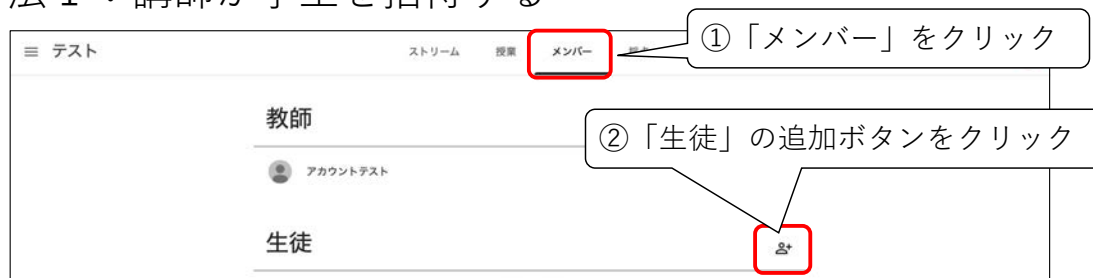 法1：講師が学生を招待する
テスト
ストリーム 授業 メンバー
①「メンバー」をクリック
教師
②「生徒」の追加ボタンをクリック
アカウントテスト
生徒